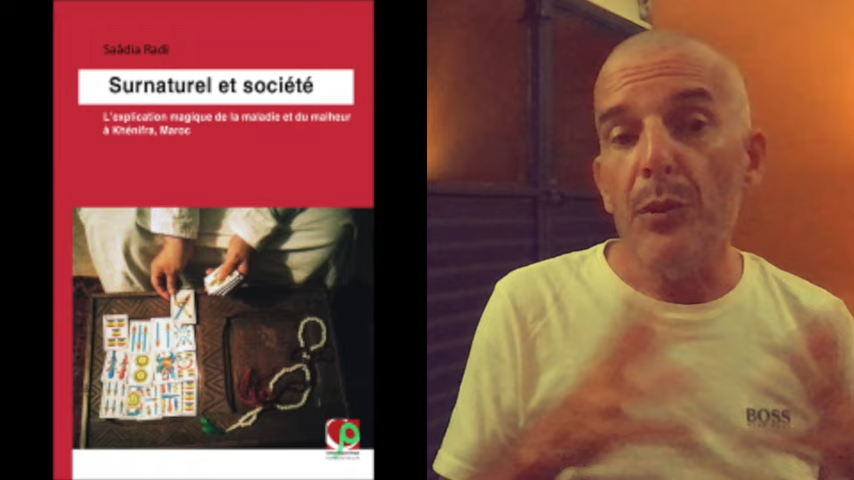 Saâdia Radi
Surnaturel et société
L'explication magique de la maladie et du malheur
à Khénifra, Maroc
BOSS